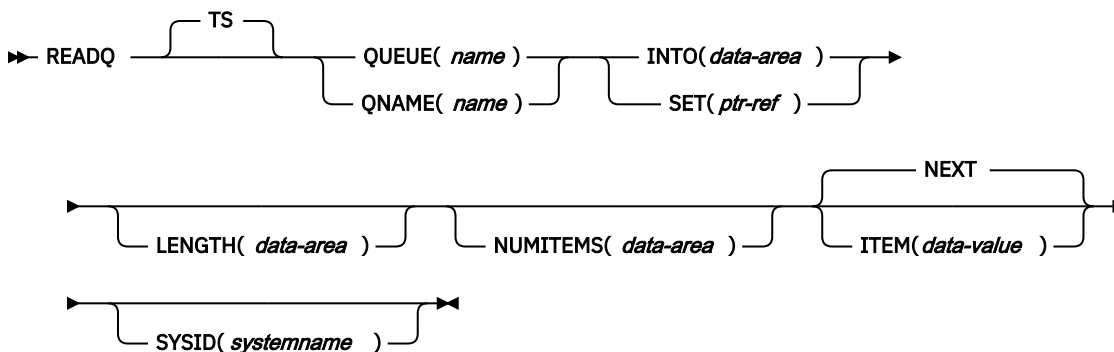 TS
READQ QUEUE( name ) INTO( data-area )
QNAME( name ) SET( ptr-ref )
NEXT
LENGTH( data-area ) NUMITEMS( data-area ) ITEM( data-value )
SYSID( systemname )